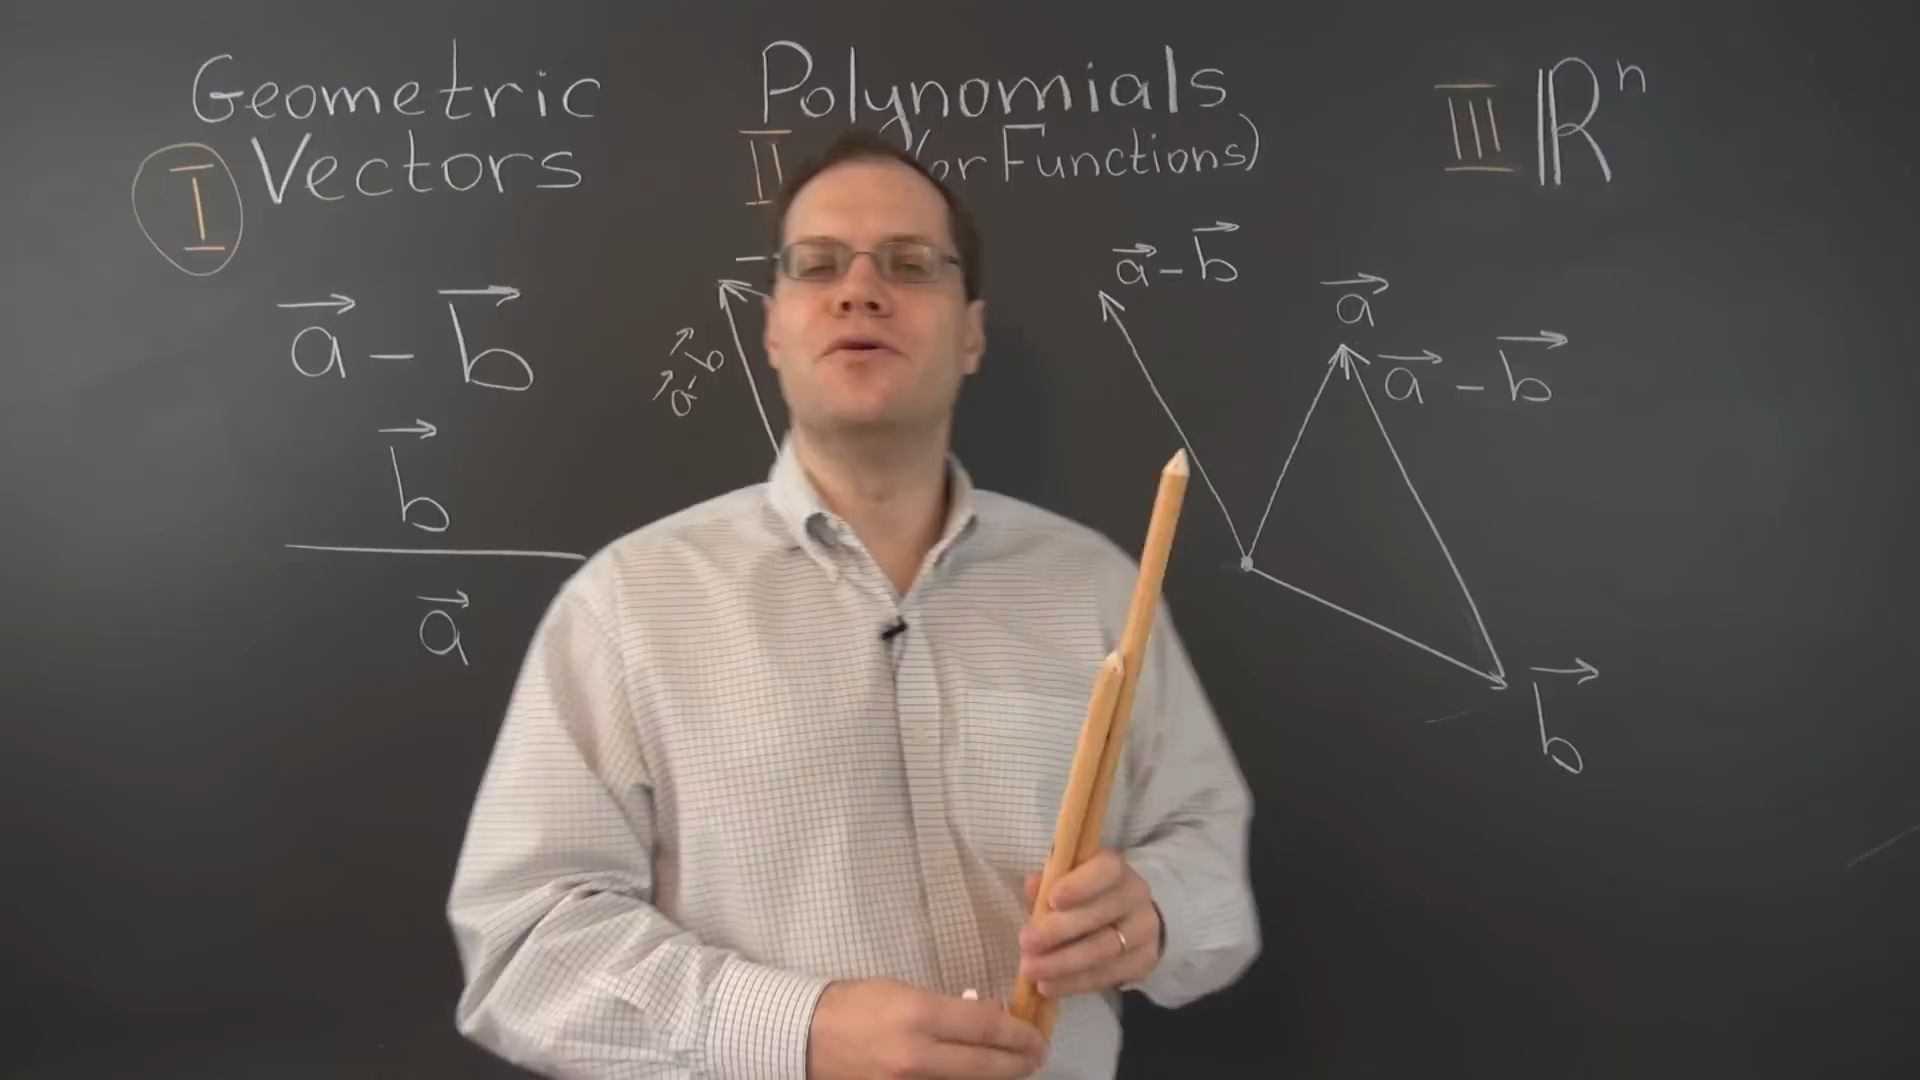 Geometric
Vectors
I
Polynomials
II (or Functions)
III ℝⁿ
a⃗ - b⃗
b⃗
a⃗
a⃗-b⃗
a⃗-b⃗
a⃗
a⃗-b⃗
b⃗